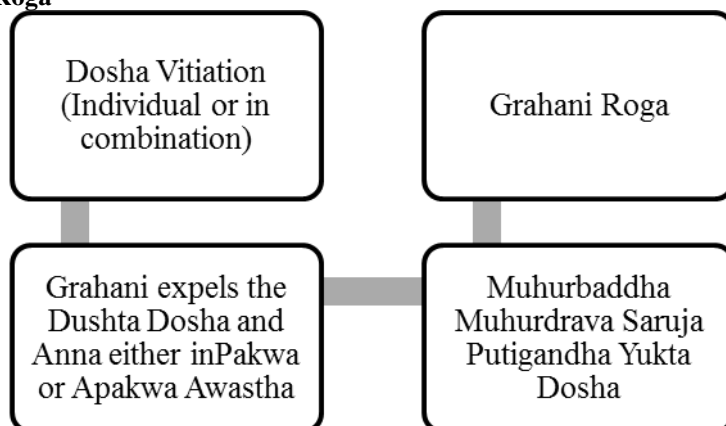 Roga
Dosha Vitiation
(Individual or in
combination)
Grahani expels the
Dushta Dosha and
Anna either inPakwa
or Apakwa Awastha
Muhurbaddha
Muhurdrava Saruja
Putigandha Yukta
Dosha
Grahani Roga